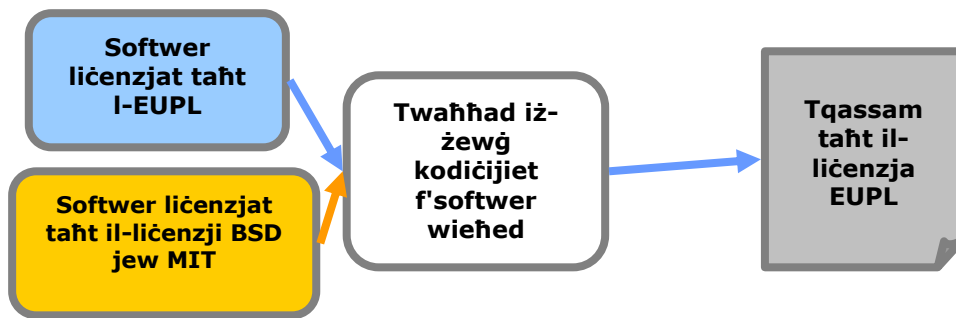 Softwer
liċenzjat taħt
l-EUPL
Softwer liċenzjat
taħt il-liċenzji BSD
jew MIT
Twaħħad iż-
żewġ
kodiċijiet
f'softwer
wieħed
Tqassam
taħt il-
liċenzja
EUPL